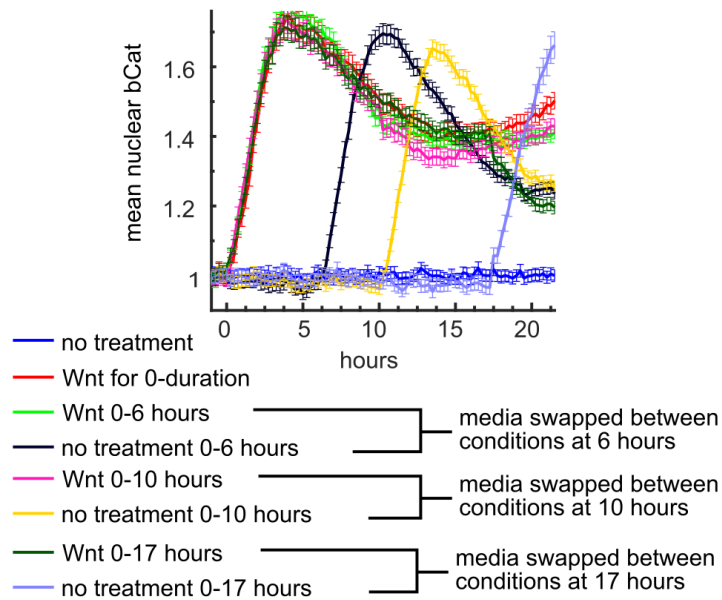 mean nuclear bCat
1.6
1.4
1.2
1
0
5
10
15
20
hours
no treatment
Wnt for 0-duration
Wnt 0-6 hours
no treatment 0-6 hours
media swapped between
conditions at 6 hours
Wnt 0-10 hours
no treatment 0-10 hours
media swapped between
conditions at 10 hours
Wnt 0-17 hours
no treatment 0-17 hours
media swapped between
conditions at 17 hours